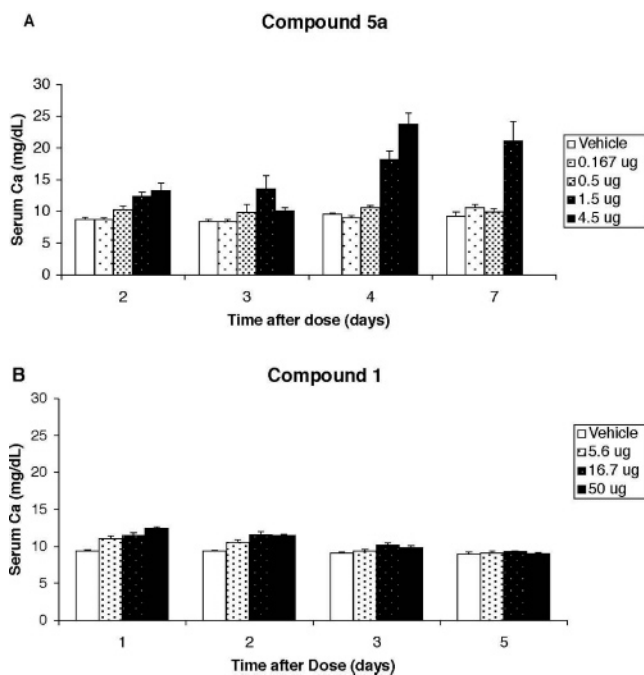 A
Compound 5a
30
25
20
15
10
5
0
Serum Ca (mg/dL)
2 3 4 7
Time after dose (days)
Vehicle
0.167 ug
0.5 ug
1.5 ug
4.5 ug
B
Compound 1
30
25
20
15
10
5
0
Serum Ca (mg/dL)
1 2 3 5
Time after Dose (days)
Vehicle
5.6 ug
16.7 ug
50 ug